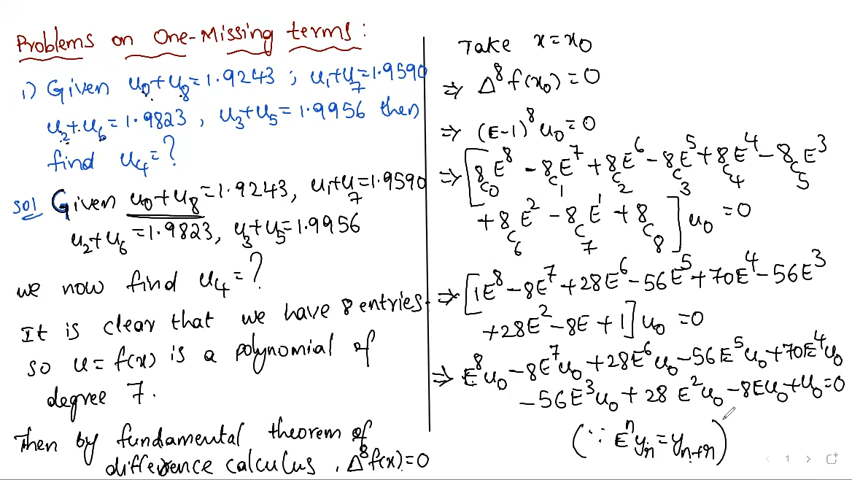 Problems on One-Missing terms:
1) Given u₀+u₈=1.9243; u₁+u₇=1.9590
u₂+u₆=1.9823, u₃+u₅=1.9956 then
find u₄=?
sol Given u₀+u₈=1.9243, u₁+u₇=1.9590
u₂+u₆=1.9823, u₃+u₅=1.9956
we now find u₄=?
It is clear that we have 8 entries.
so u=f(x) is a polynomial of
degree 7.
Then by fundamental theorem of
difference calculus, Δ⁸f(x)=0
Take x=x₀
⇒ Δ⁸f(x₀)=0
⇒ (E-1)⁸u₀=0
⇒ [8c₀E⁸ - 8c₁E⁷ + 8c₂E⁶ - 8c₃E⁵ + 8c₄E⁴ - 8c₅E³
+ 8c₆E² - 8c₇E¹ + 8c₈]u₀=0
⇒ [1E⁸ - 8E⁷ + 28E⁶ - 56E⁵ + 70E⁴ - 56E³
+28E² - 8E + 1]u₀=0
⇒ E⁸u₀ - 8E⁷u₀ + 28E⁶u₀ - 56E⁵u₀ + 70E⁴u₀
- 56E³u₀ + 28E²u₀ - 8Eu₀ + u₀=0
(∵ Eⁿyₙ=yₙ₊ₙ)
1